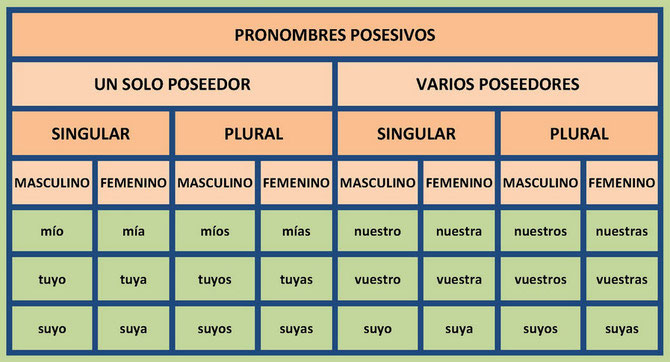 PRONOMBRES POSESIVOS
UN SOLO POSEEDOR VARIOS POSEEDORES
SINGULAR PLURAL SINGULAR PLURAL
MASCULINO FEMENINO MASCULINO FEMENINO MASCULINO FEMENINO MASCULINO FEMENINO
mío mía míos mías nuestro nuestra nuestros nuestras
tuyo tuya tuyos tuyas vuestro vuestra vuestros vuestras
suyo suya suyos suyas suyo suya suyos suyas